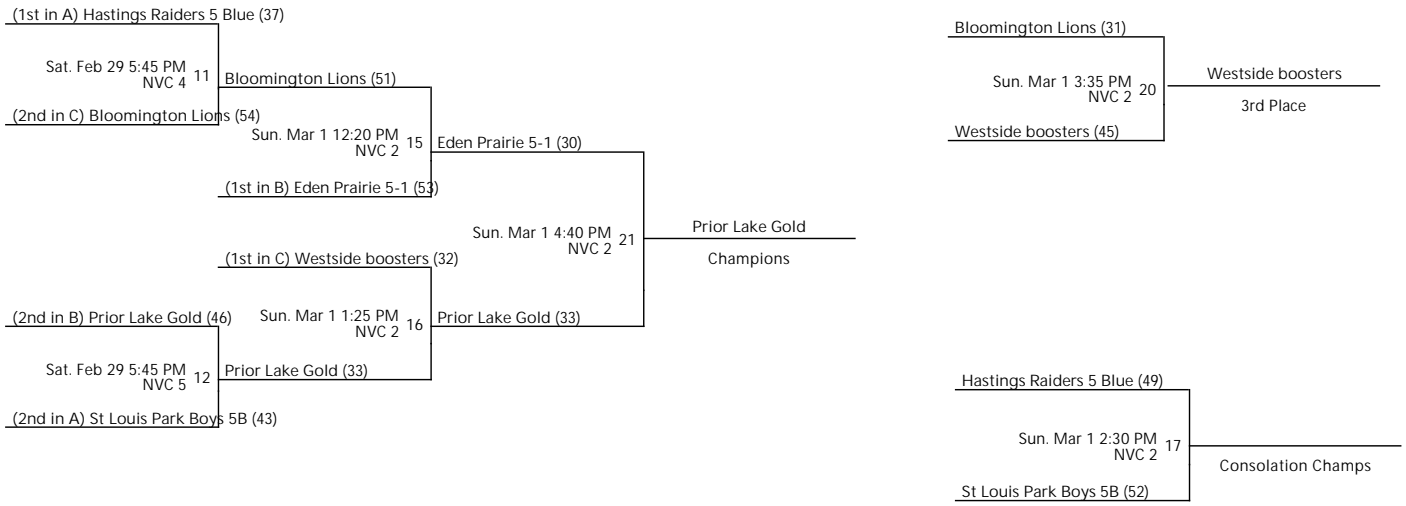 (1st in A) Hastings Raiders 5 Blue (37)
Sat. Feb 29 5:45 PM
NVC 4
11
(2nd in C) Bloomington Lions (54)
Bloomington Lions (51)
Sun. Mar 1 12:20 PM
NVC 2
15
(1st in B) Eden Prairie 5-1 (53)
Eden Prairie 5-1 (30)
Sun. Mar 1 4:40 PM
NVC 2
21
Prior Lake Gold
Champions
(1st in C) Westside boosters (32)
Sun. Mar 1 1:25 PM
NVC 2
16
Prior Lake Gold (33)
(2nd in B) Prior Lake Gold (46)
Sat. Feb 29 5:45 PM
NVC 5
12
Prior Lake Gold (33)
(2nd in A) St Louis Park Boys 5B (43)
Bloomington Lions (31)
Sun. Mar 1 3:35 PM
NVC 2
20
Westside boosters
3rd Place
Westside boosters (45)
Hastings Raiders 5 Blue (49)
Sun. Mar 1 2:30 PM
NVC 2
17
Consolation Champs
St Louis Park Boys 5B (52)